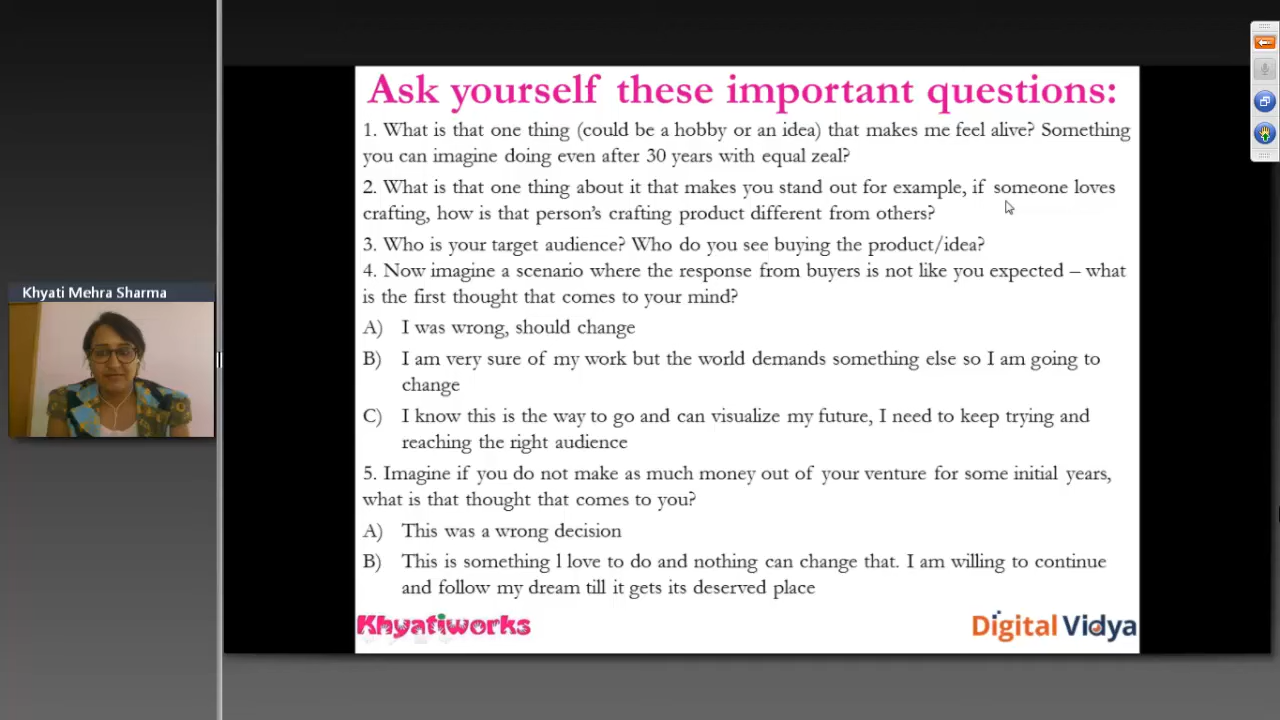 Ask yourself these important questions:
1. What is that one thing (could be a hobby or an idea) that makes me feel alive? Something
you can imagine doing even after 30 years with equal zeal?
2. What is that one thing about it that makes you stand out for example, if someone loves
crafting, how is that person's crafting product different from others?
3. Who is your target audience? Who do you see buying the product/idea?
4. Now imagine a scenario where the response from buyers is not like you expected – what
is the first thought that comes to your mind?
A) I was wrong, should change
B) I am very sure of my work but the world demands something else so I am going to
change
C) I know this is the way to go and can visualize my future, I need to keep trying and
reaching the right audience
5. Imagine if you do not make as much money out of your venture for some initial years,
what is that thought that comes to you?
A) This was a wrong decision
B) This is something I love to do and nothing can change that. I am willing to continue
and follow my dream till it gets its deserved place
Khyatiworks
Digital Vidya
Khyati Mehra Sharma